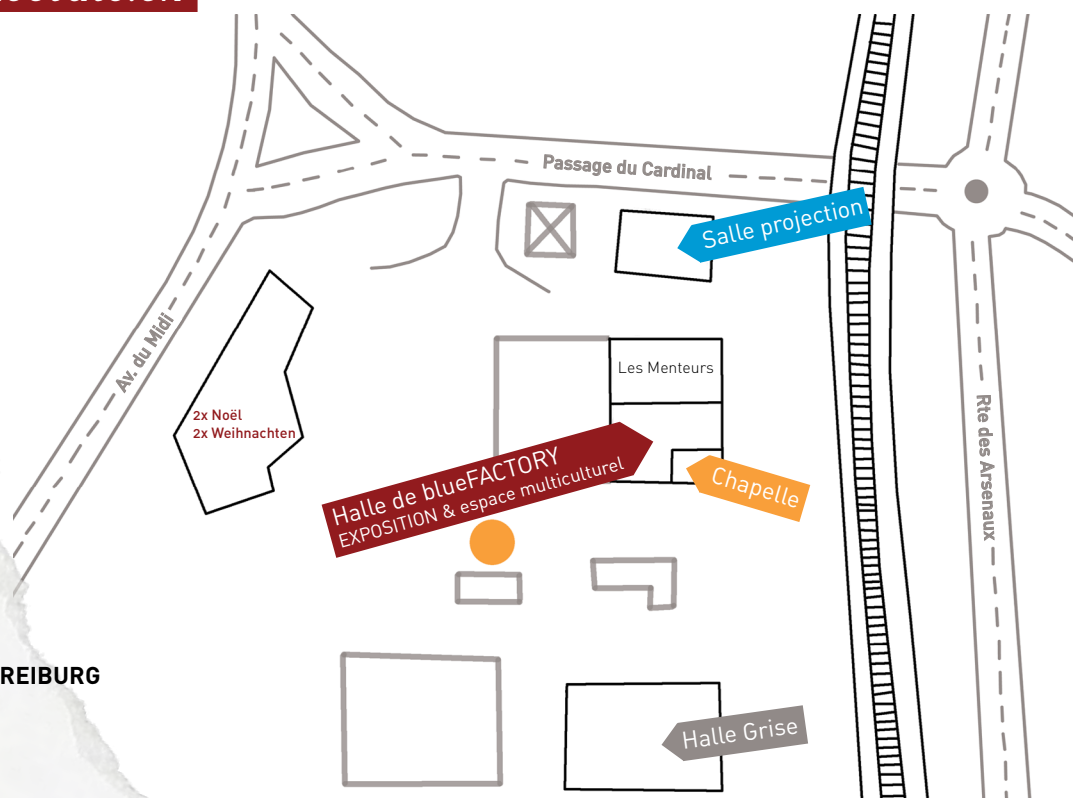 Passage du Cardinal
Salle projection
Av. du Midi
Les Menteurs
2x Noël
2x Weihnachten
Halle de blueFACTORY
EXPOSITION & espace multiculturel
Chapelle
Rte des Arsenaux
REIBURG
Halle Grise